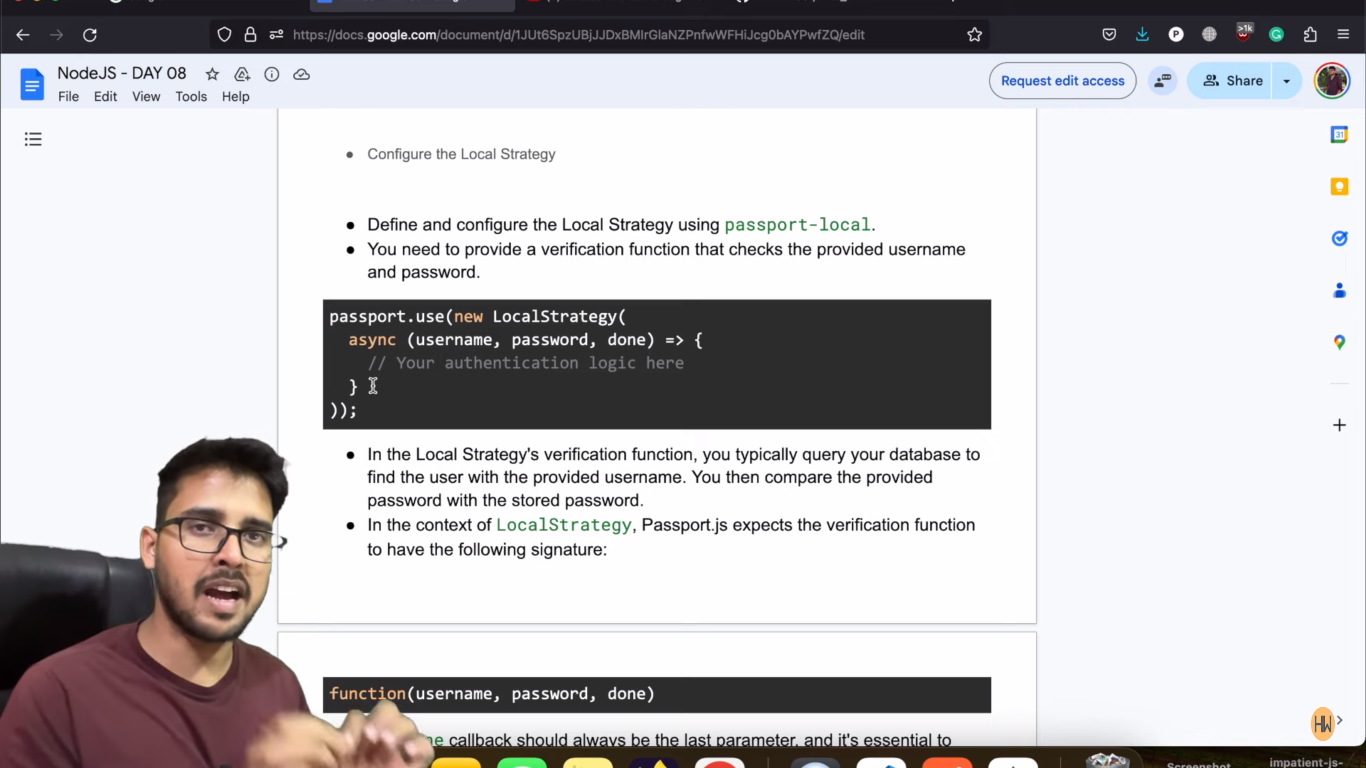 https://docs.google.com/document/d/1JUt6SpzUBjJJDxBMlrGlaNZPnfwWFHiJcg0bAYPwfZQ/edit
>1k
NodeJS - DAY 08
Request edit access
Share
File Edit View Tools Help
31
● Configure the Local Strategy
● Define and configure the Local Strategy using passport-local.
● You need to provide a verification function that checks the provided username
and password.
passport.use(new LocalStrategy(
async (username, password, done) => {
// Your authentication logic here
}
));
● In the Local Strategy's verification function, you typically query your database to
find the user with the provided username. You then compare the provided
password with the stored password.
● In the context of LocalStrategy, Passport.js expects the verification function
to have the following signature:
function(username, password, done)
callback should always be the last parameter, and it's essential to
HW
Screenshot
impatient-js-